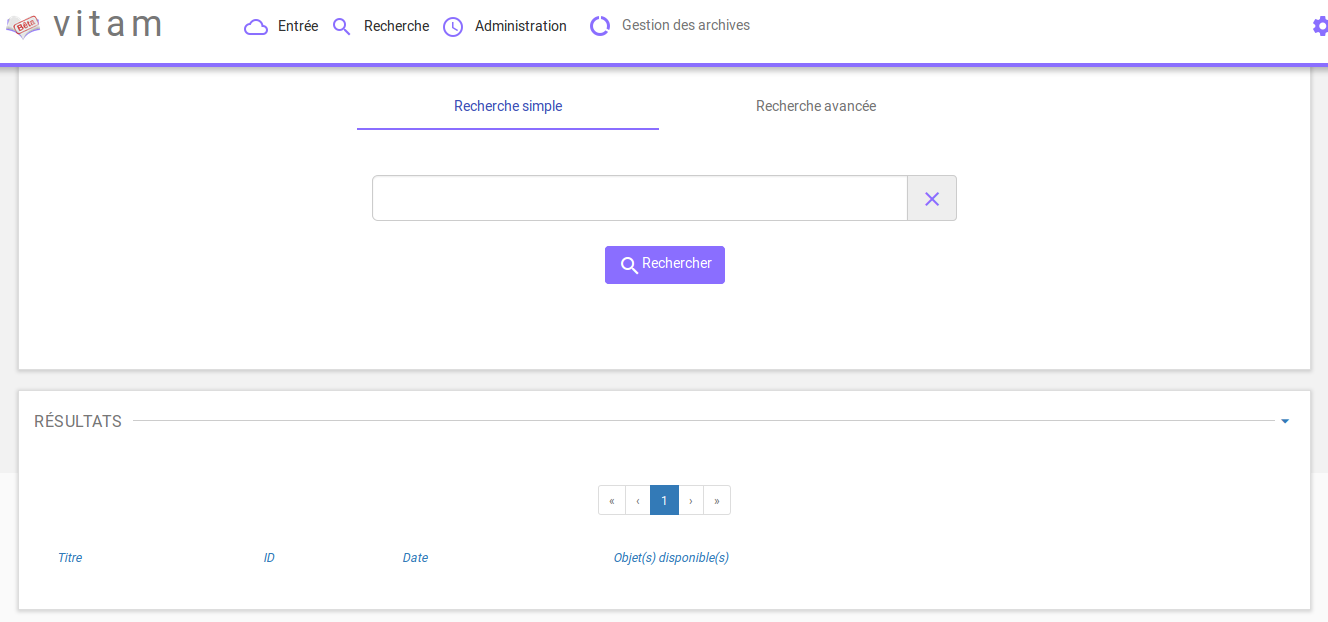 Bêta
vitam
Entrée Recherche Administration Gestion des archives
Recherche simple Recherche avancée
Rechercher
RÉSULTATS
« ‹ 1 › »
Titre ID Date Objet(s) disponible(s)